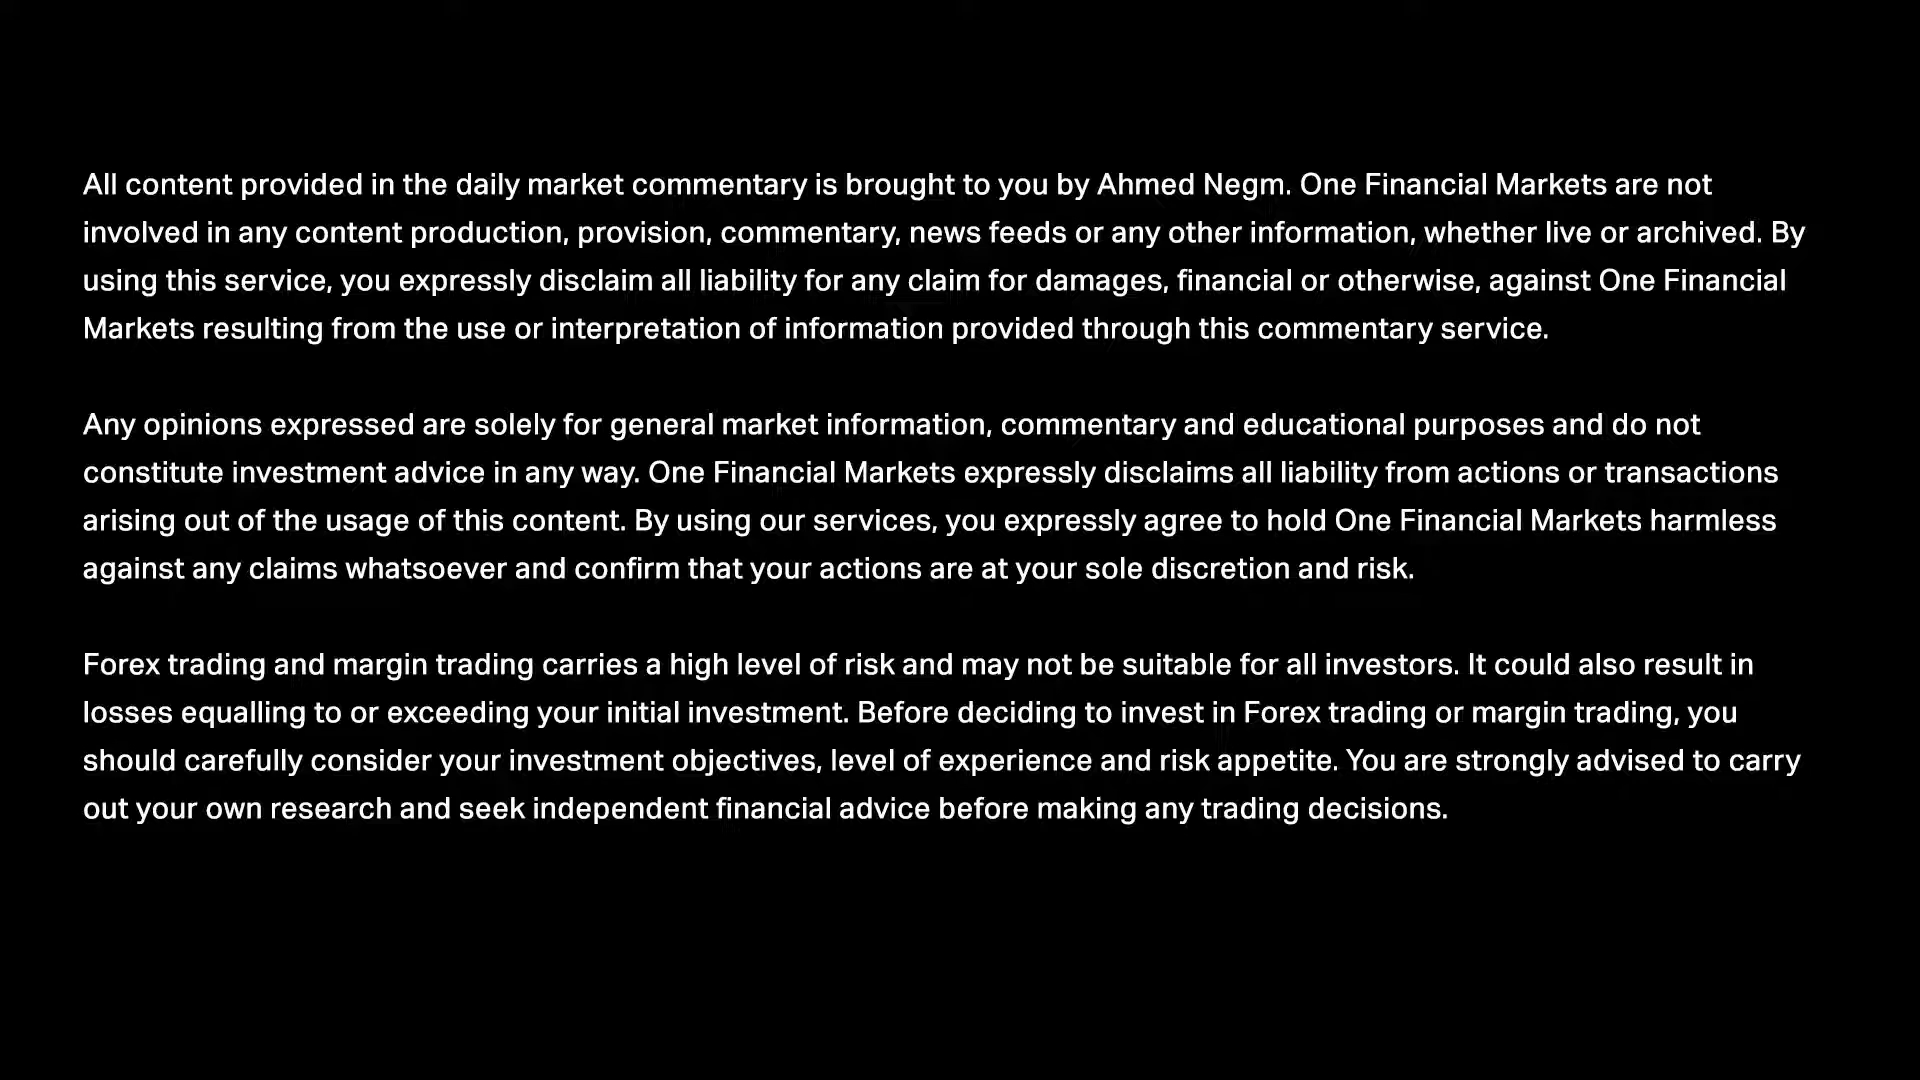 All content provided in the daily market commentary is brought to you by Ahmed Negm. One Financial Markets are not
involved in any content production, provision, commentary, news feeds or any other information, whether live or archived. By
using this service, you expressly disclaim all liability for any claim for damages, financial or otherwise, against One Financial
Markets resulting from the use or interpretation of information provided through this commentary service.
Any opinions expressed are solely for general market information, commentary and educational purposes and do not
constitute investment advice in any way. One Financial Markets expressly disclaims all liability from actions or transactions
arising out of the usage of this content. By using our services, you expressly agree to hold One Financial Markets harmless
against any claims whatsoever and confirm that your actions are at your sole discretion and risk.
Forex trading and margin trading carries a high level of risk and may not be suitable for all investors. It could also result in
losses equalling to or exceeding your initial investment. Before deciding to invest in Forex trading or margin trading, you
should carefully consider your investment objectives, level of experience and risk appetite. You are strongly advised to carry
out your own research and seek independent financial advice before making any trading decisions.